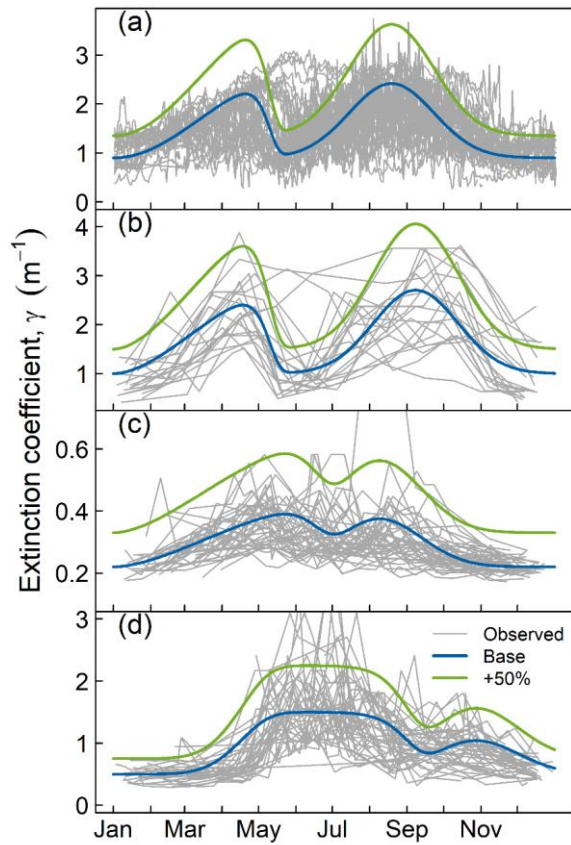 Extinction coefficient, γ (m⁻¹)
(a)
3
2
1
0
(b)
4
3
2
1
(c)
0.6
0.4
0.2
(d)
3
2
1
0
Observed
Base
+50%
Jan Mar May Jul Sep Nov